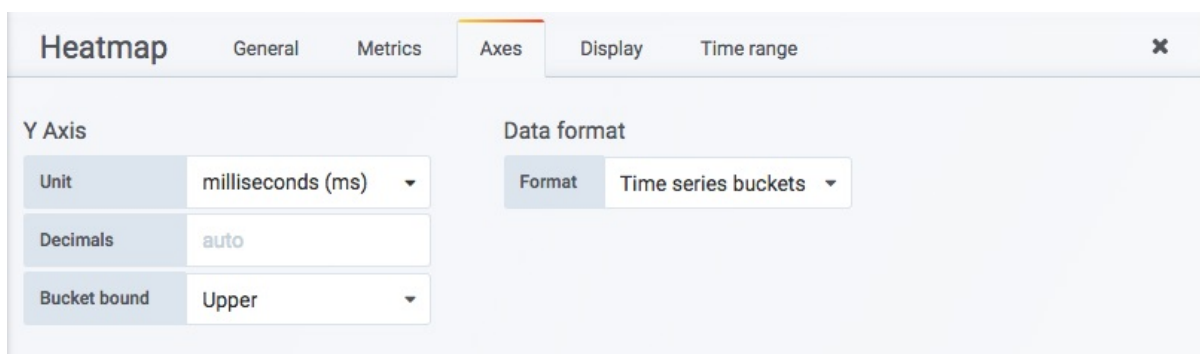 Heatmap General Metrics Axes Display Time range ✖
Y Axis
Unit milliseconds (ms)
Decimals auto
Bucket bound Upper
Data format
Format Time series buckets